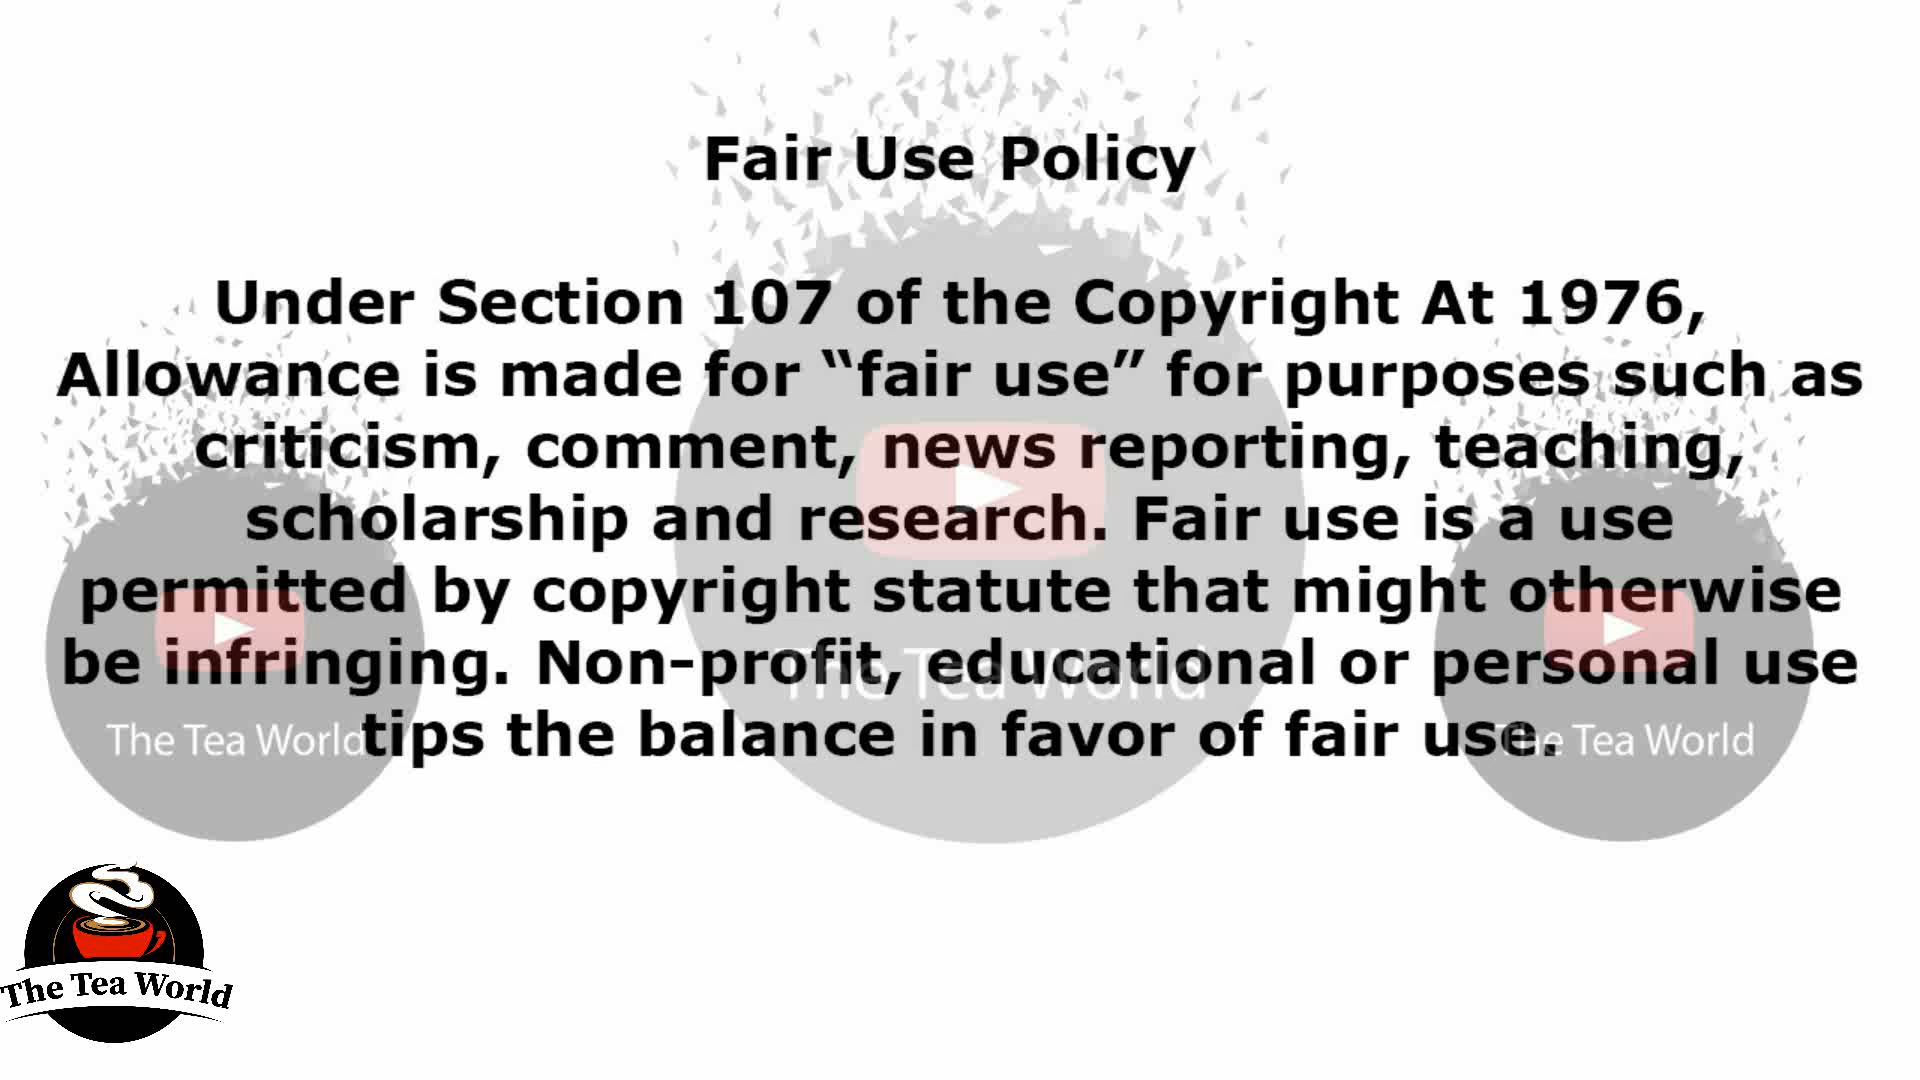 Fair Use Policy
Under Section 107 of the Copyright At 1976,
Allowance is made for “fair use” for purposes such as
criticism, comment, news reporting, teaching,
scholarship and research. Fair use is a use
permitted by copyright statute that might otherwise
be infringing. Non-profit, educational or personal use
tips the balance in favor of fair use.
The Tea World
The Tea World
The Tea World
The Tea World